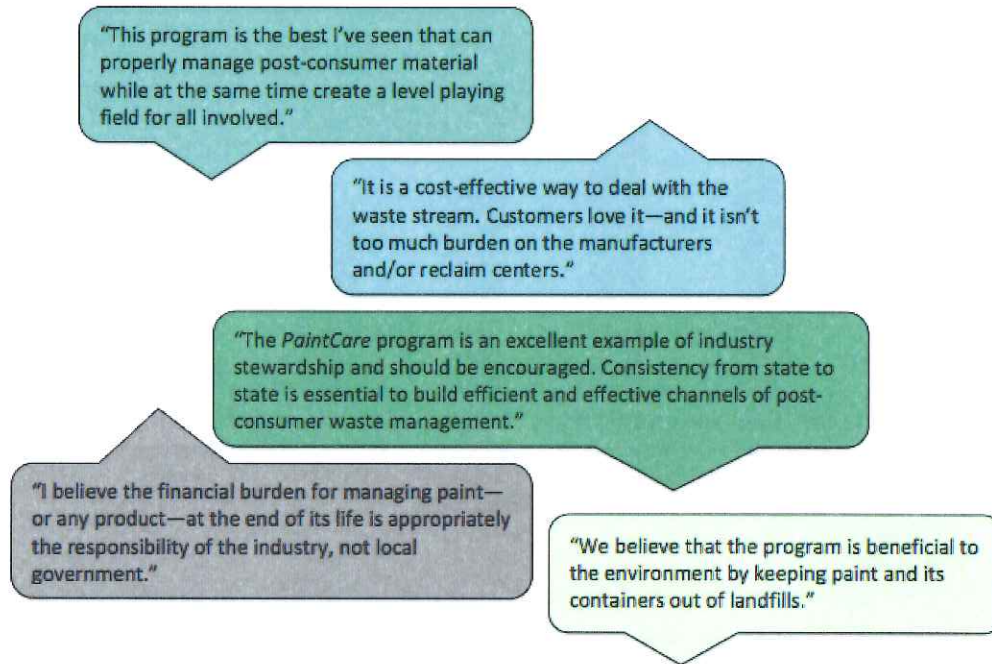 “This program is the best I’ve seen that can
properly manage post-consumer material
while at the same time create a level playing
field for all involved.”
“It is a cost-effective way to deal with the
waste stream. Customers love it—and it isn’t
too much burden on the manufacturers
and/or reclaim centers.”
“The PaintCare program is an excellent example of industry
stewardship and should be encouraged. Consistency from state to
state is essential to build efficient and effective channels of post-
consumer waste management.”
“I believe the financial burden for managing paint—
or any product—at the end of its life is appropriately
the responsibility of the industry, not local
government.”
“We believe that the program is beneficial to
the environment by keeping paint and its
containers out of landfills.”